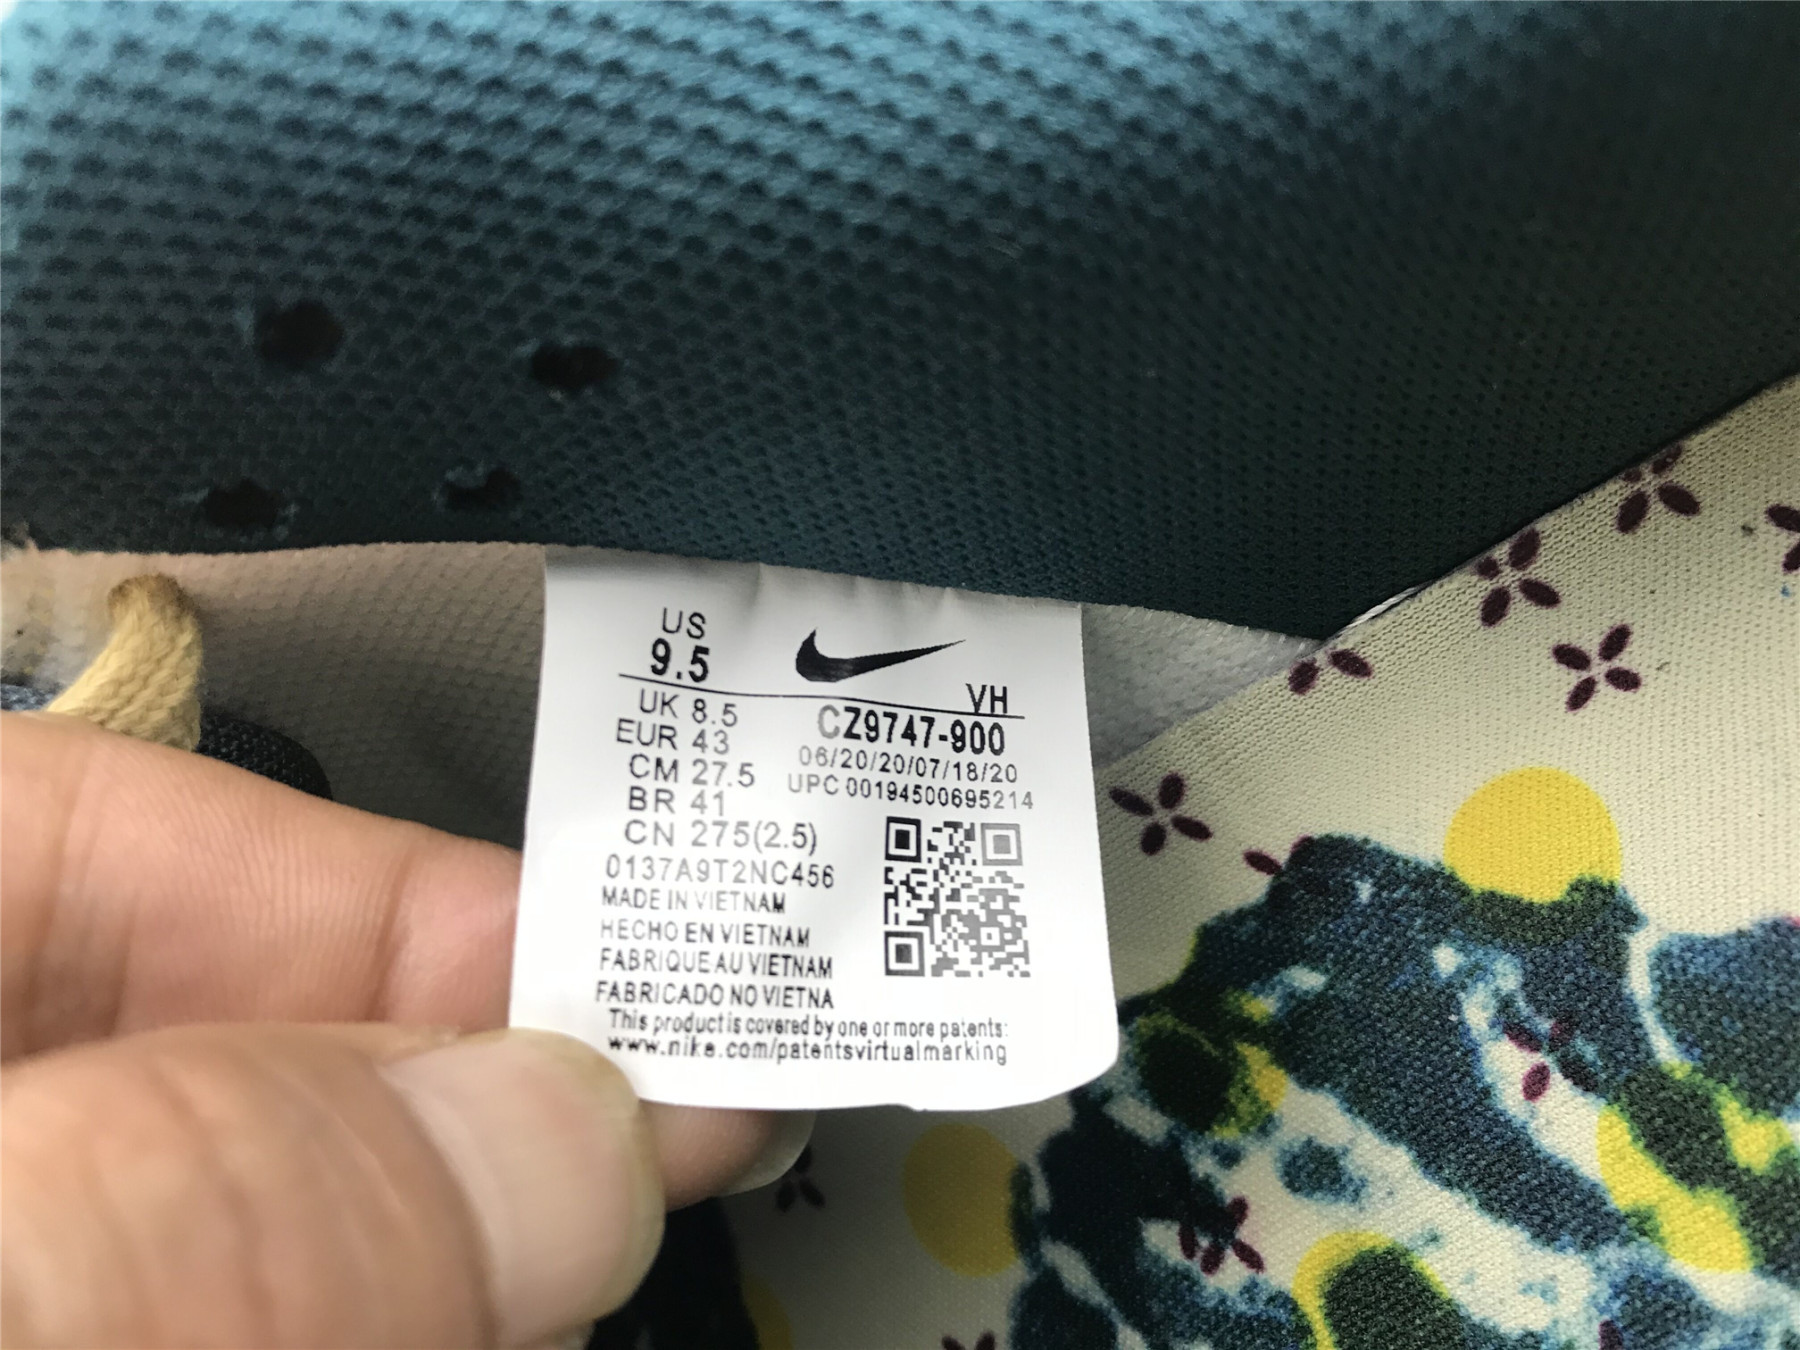 US
9.5
VH
UK 8.5
CZ9747-900
EUR 43
06/20/20/07/18/20
CM 27.5
UPC 00194500695214
BR 41
CN 275(2.5)
0137A9T2NC456
MADE IN VIETNAM
HECHO EN VIETNAM
FABRIQUE AU VIETNAM
FABRICADO NO VIETNA
This product is covered by one or more patents:
www.nike.com/patentsvirtualmarking